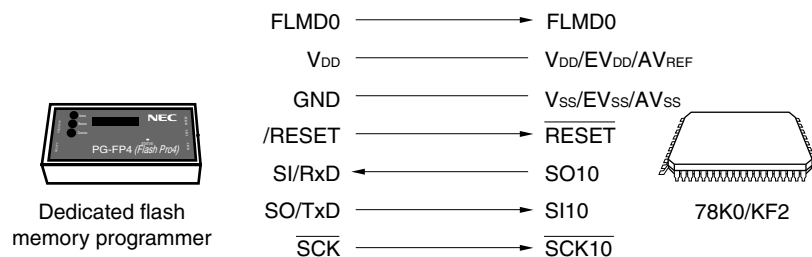 FLMD0 FLMD0
VDD VDD/EVDD/AVREF
GND VSS/EVSS/AVSS
/RESET RESET
SI/RxD SO10
SO/TxD SI10
SCK SCK10
NEC
PG-FP4 (Flash Pro4)
Dedicated flash
memory programmer
78K0/KF2